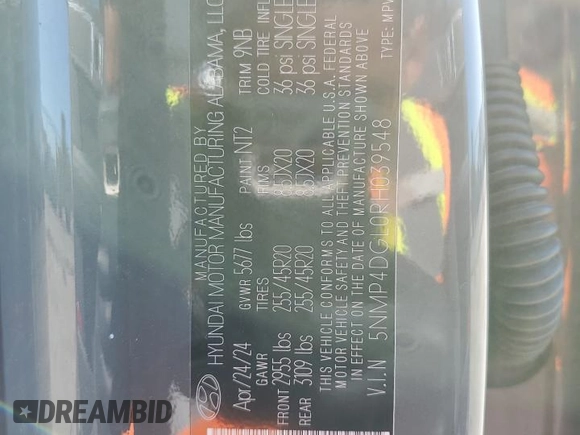 MANUFACTURED BY
HYUNDAI MOTOR MANUFACTURING ALABAMA, LLC
Apr/24/24 GVWR 5677 lbs PAINT NT2 TRIM 9NB
GAWR TIRES RIMS COLD TIRE INFL
FRONT 2955 lbs 255/45R20 36 psi SINGLE
REAR 3109 lbs 255/45R20 36 psi SINGLE
THIS VEHICLE CONFORMS TO ALL APPLICABLE U.S.A. FEDERAL
MOTOR VEHICLE SAFETY AND THEFT PREVENTION STANDARDS
IN EFFECT ON THE DATE OF MANUFACTURE SHOWN ABOVE
V.I.N 5NMP4DGL0RH039548 TYPE: MPV
DREAMBID